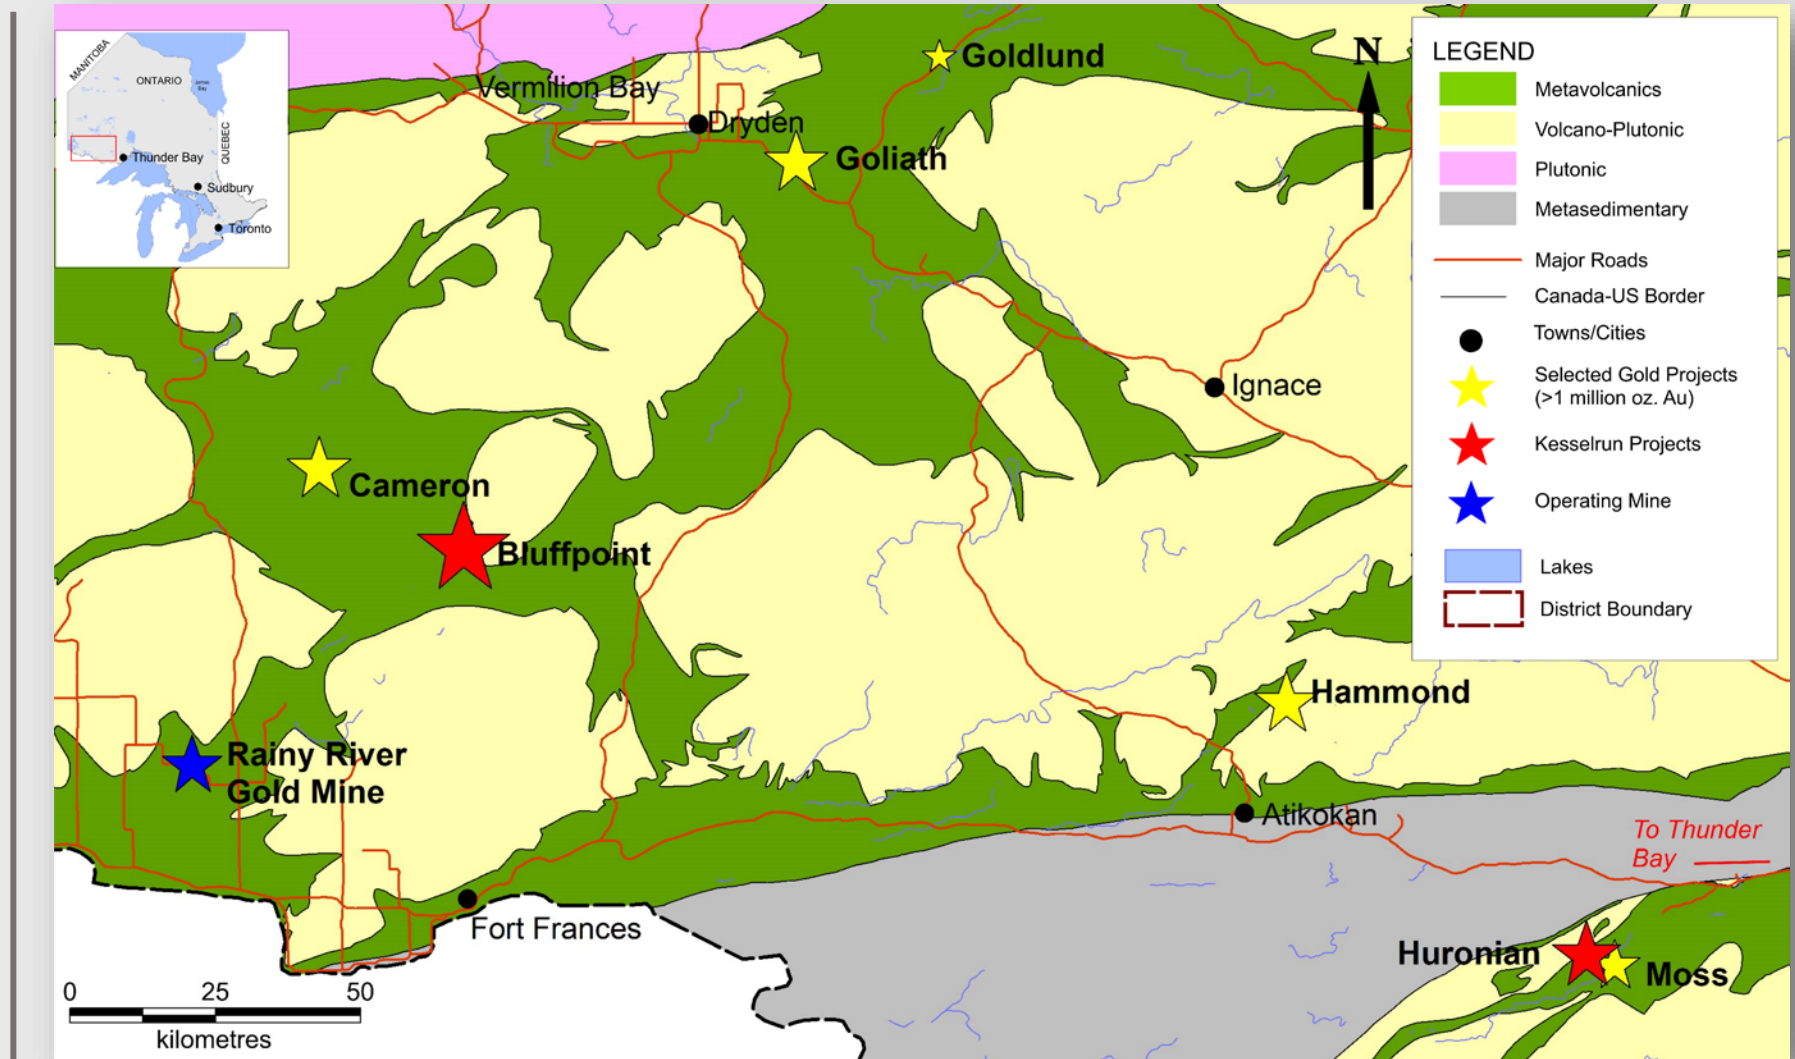 MANITOBA
ONTARIO
James
Bay
QUEBEC
Thunder Bay
Sudbury
Toronto
Vermilion Bay
Dryden
Goldlund
Goliath
N
Ignace
Cameron
Bluffpoint
Hammond
Rainy River
Gold Mine
Atikokan
To Thunder
Bay
Fort Frances
Huronian
Moss
0 25 50
kilometres
LEGEND
Metavolcanics
Volcano-Plutonic
Plutonic
Metasedimentary
Major Roads
Canada-US Border
Towns/Cities
Selected Gold Projects
(>1 million oz. Au)
Kesselrun Projects
Operating Mine
Lakes
District Boundary